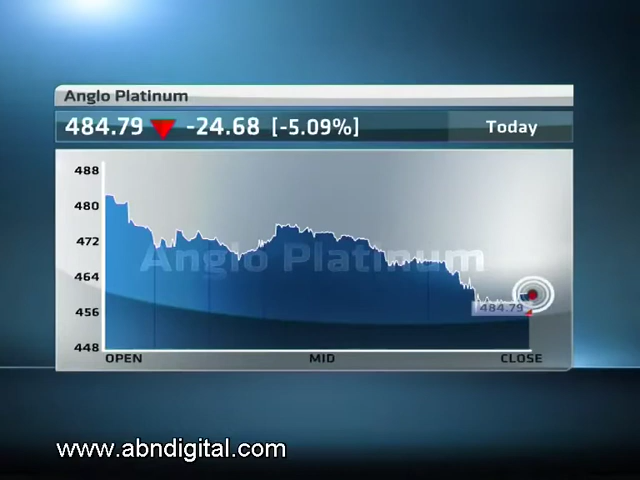 Anglo Platinum
484.79 -24.68 [-5.09%] Today
488
480
472
Anglo Platinum
464
456
484.79
448
OPEN MID CLOSE
www.abndigital.com